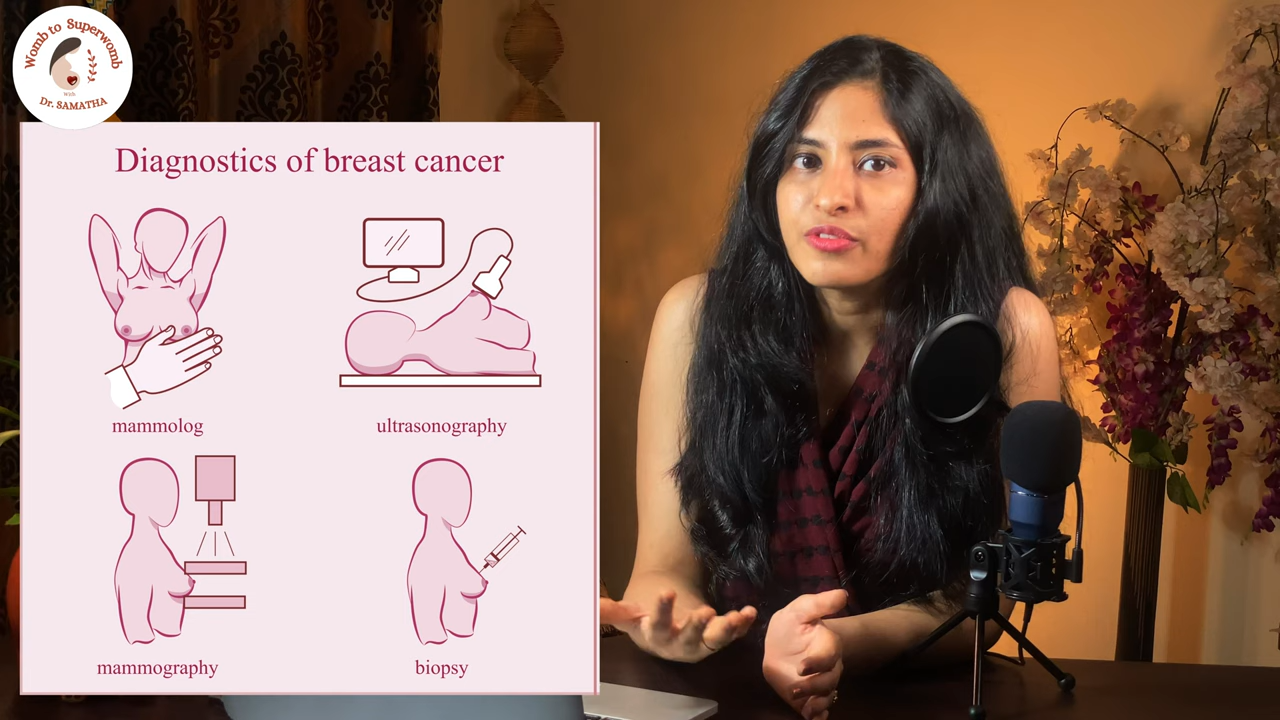 Womb to Superwomb
With
Dr. SAMATHA
Diagnostics of breast cancer
mammolog
ultrasonography
mammography
biopsy